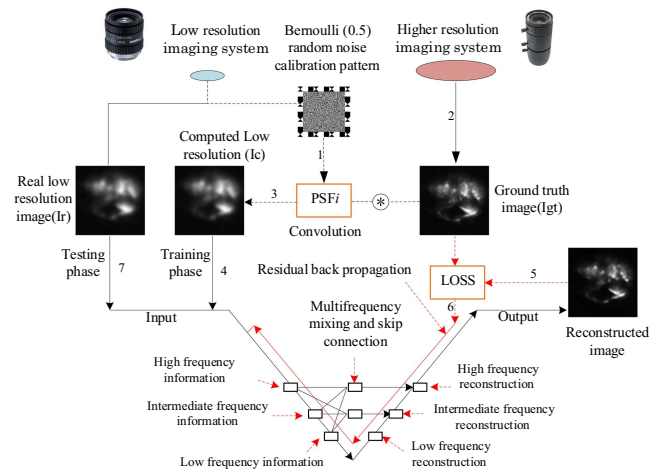 Low resolution
imaging system
Bernoulli (0.5)
random noise
calibration pattern
Higher resolution
imaging system
2
1
Computed Low
resolution (Ic)
Real low
resolution
image(Ir)
3
PSFi
*
Convolution
Ground truth
image(Igt)
Testing
phase
7
Training
phase
4
Residual back propagation
LOSS
5
6
Input
Multifrequency
mixing and skip
connection
Output
Reconstructed
image
High frequency
information
High frequency
reconstruction
Intermediate frequency
information
Intermediate frequency
reconstruction
Low frequency information
Low frequency
reconstruction